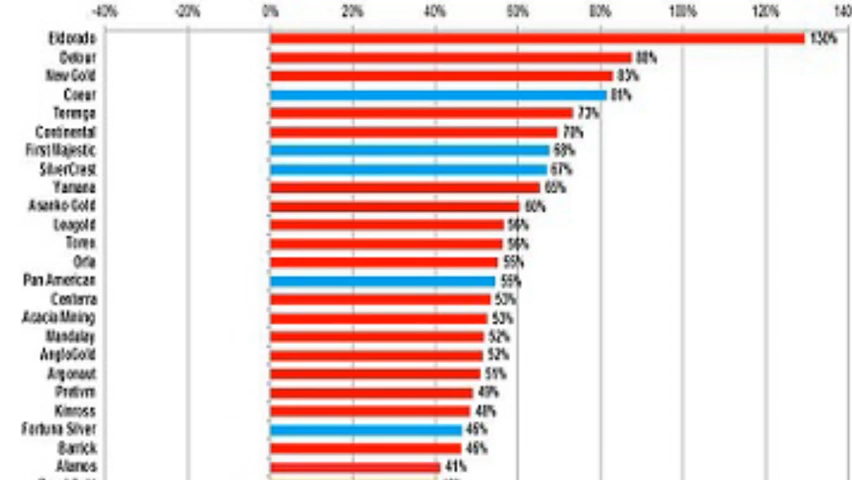 -40% -20% 0% 20% 40% 60% 80% 100% 120% 140
Eldorado 130%
Detour 88%
New Gold 83%
Coeur 81%
Teranga 73%
Continental 70%
First Majestic 68%
SilverCrest 67%
Yamana 65%
Asanko Gold 60%
Leagold 56%
Torex 56%
Orla 55%
Pan American 55%
Centerra 53%
Acacia Mining 53%
Mandalay 52%
AngloGold 52%
Argonaut 51%
Pretivm 49%
Kinross 48%
Fortuna Silver 46%
Barrick 46%
Alamos 41%